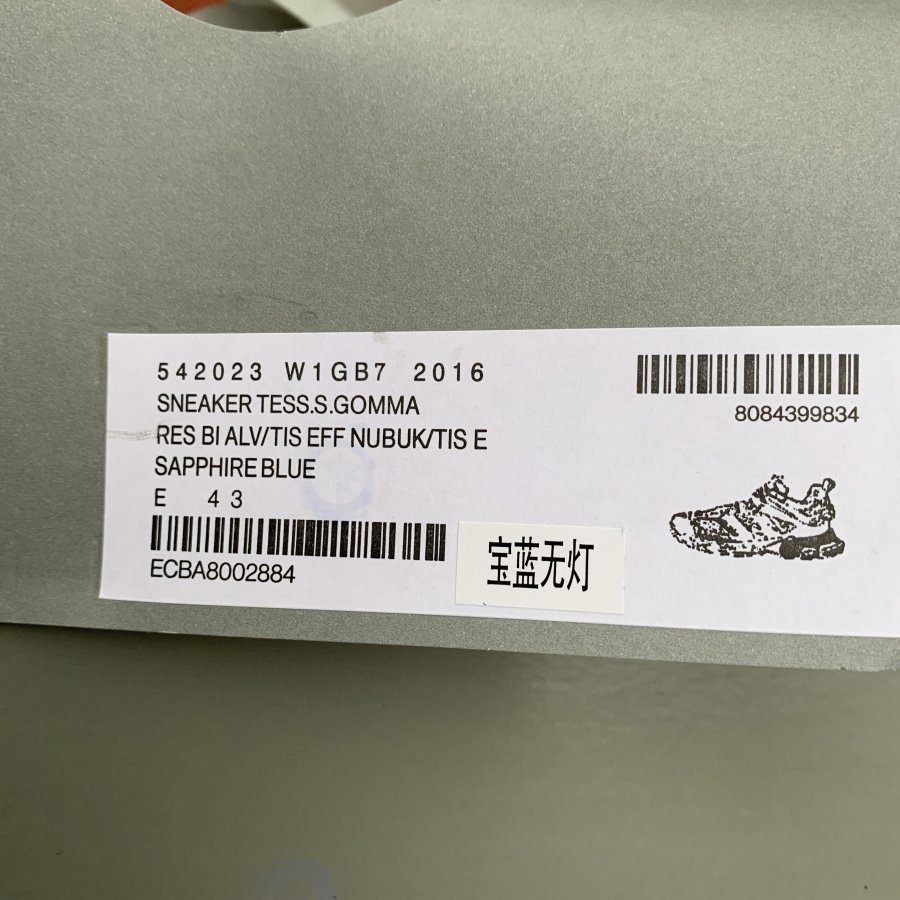 542023 W1GB7 2016
SNEAKER TESS.S.GOMMA
RES BI ALV/TIS EFF NUBUK/TIS E
SAPPHIRE BLUE
E 43
ECBA8002884
宝蓝无灯
8084399834